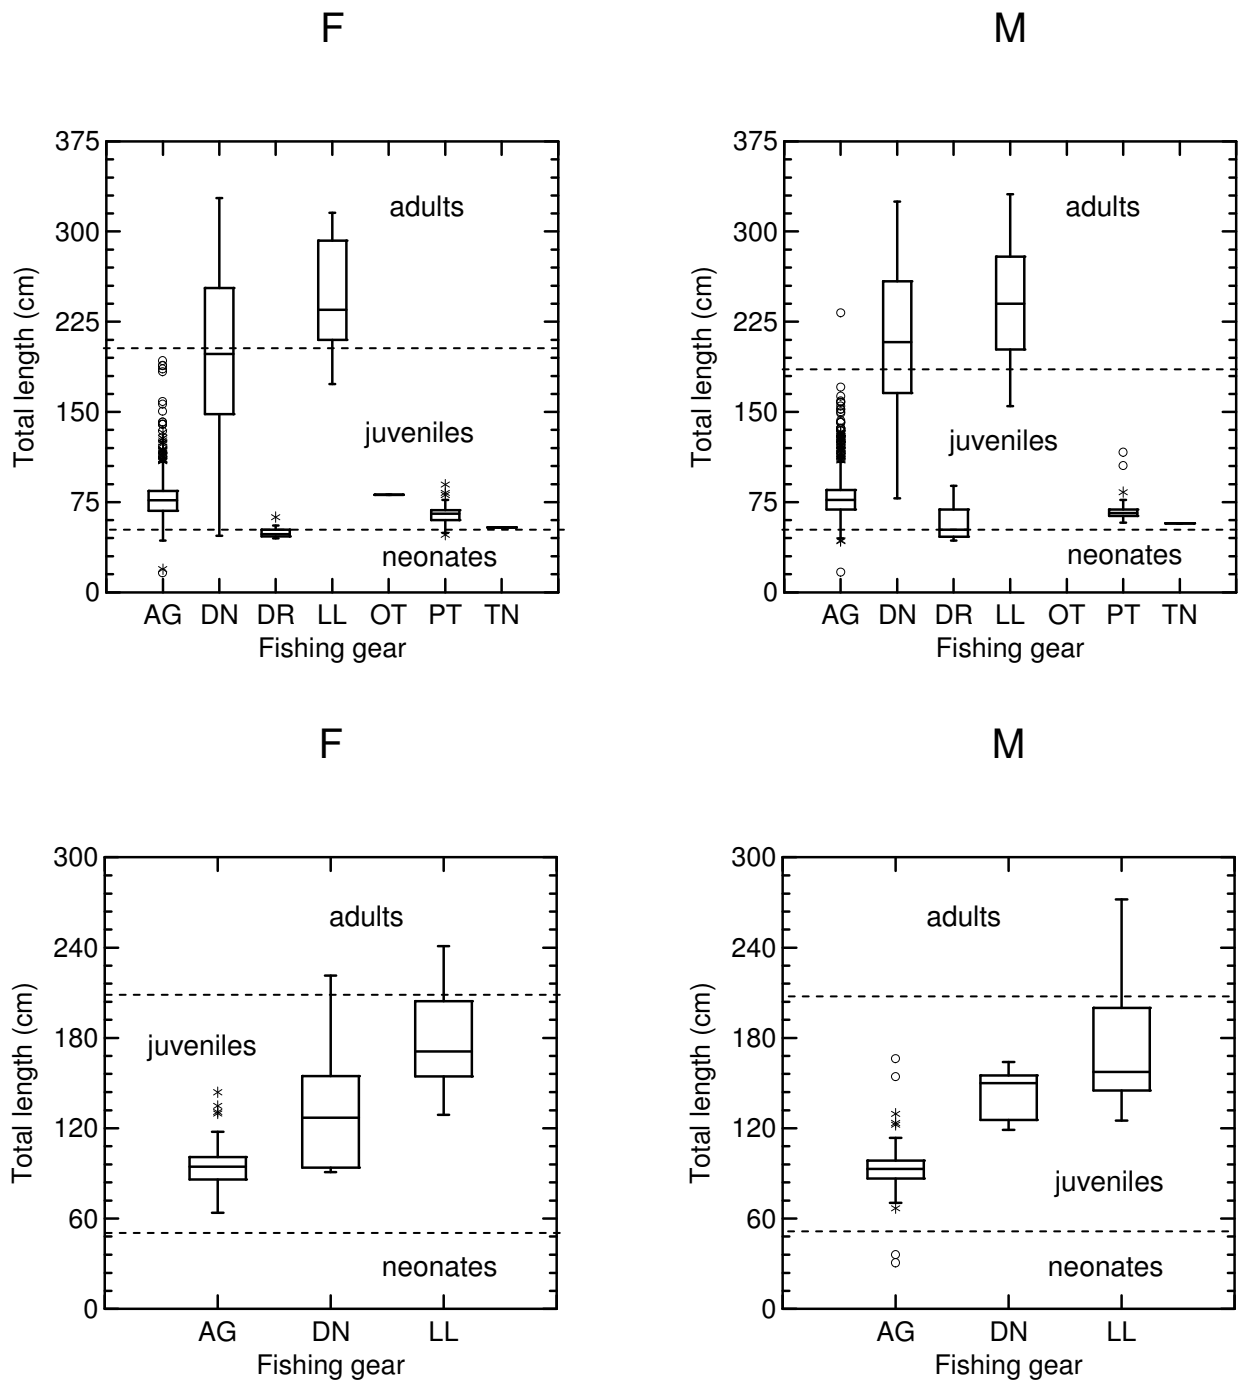 F
M
375
300
225
150
75
0
Total length (cm)
adults
juveniles
neonates
AG DN DR LL OT PT TN
Fishing gear
375
300
225
150
75
0
Total length (cm)
adults
juveniles
neonates
AG DN DR LL OT PT TN
Fishing gear
F
M
300
240
180
120
60
0
Total length (cm)
adults
juveniles
neonates
AG DN LL
Fishing gear
300
240
180
120
60
0
Total length (cm)
adults
juveniles
neonates
AG DN LL
Fishing gear